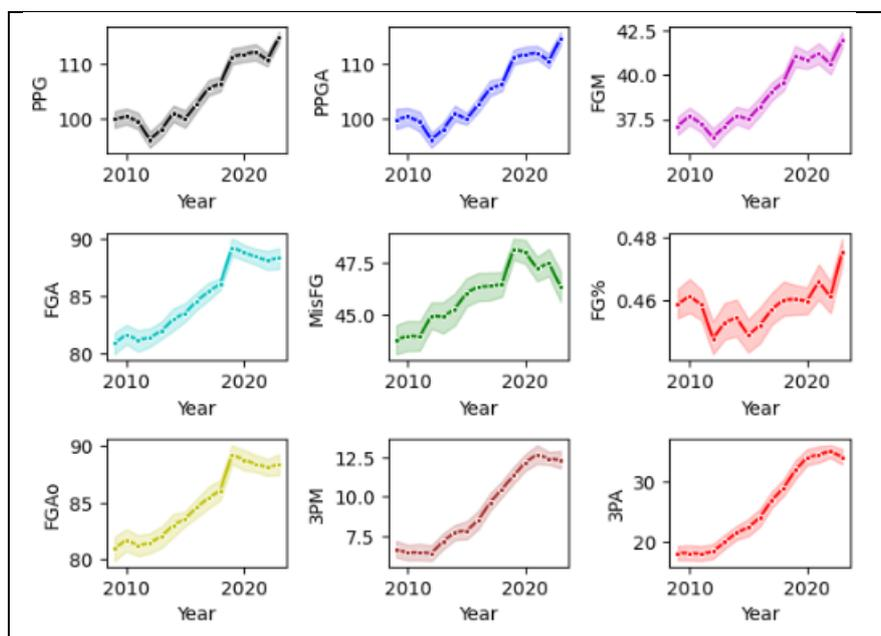 PPG 110 100 2010 2020 Year
PPGA 110 100 2010 2020 Year
FGM 42.5 40.0 37.5 2010 2020 Year
FGA 90 85 80 2010 2020 Year
MisFG 47.5 45.0 2010 2020 Year
FG% 0.48 0.46 2010 2020 Year
FGAo 90 85 80 2010 2020 Year
3PM 12.5 10.0 7.5 2010 2020 Year
3PA 30 20 2010 2020 Year